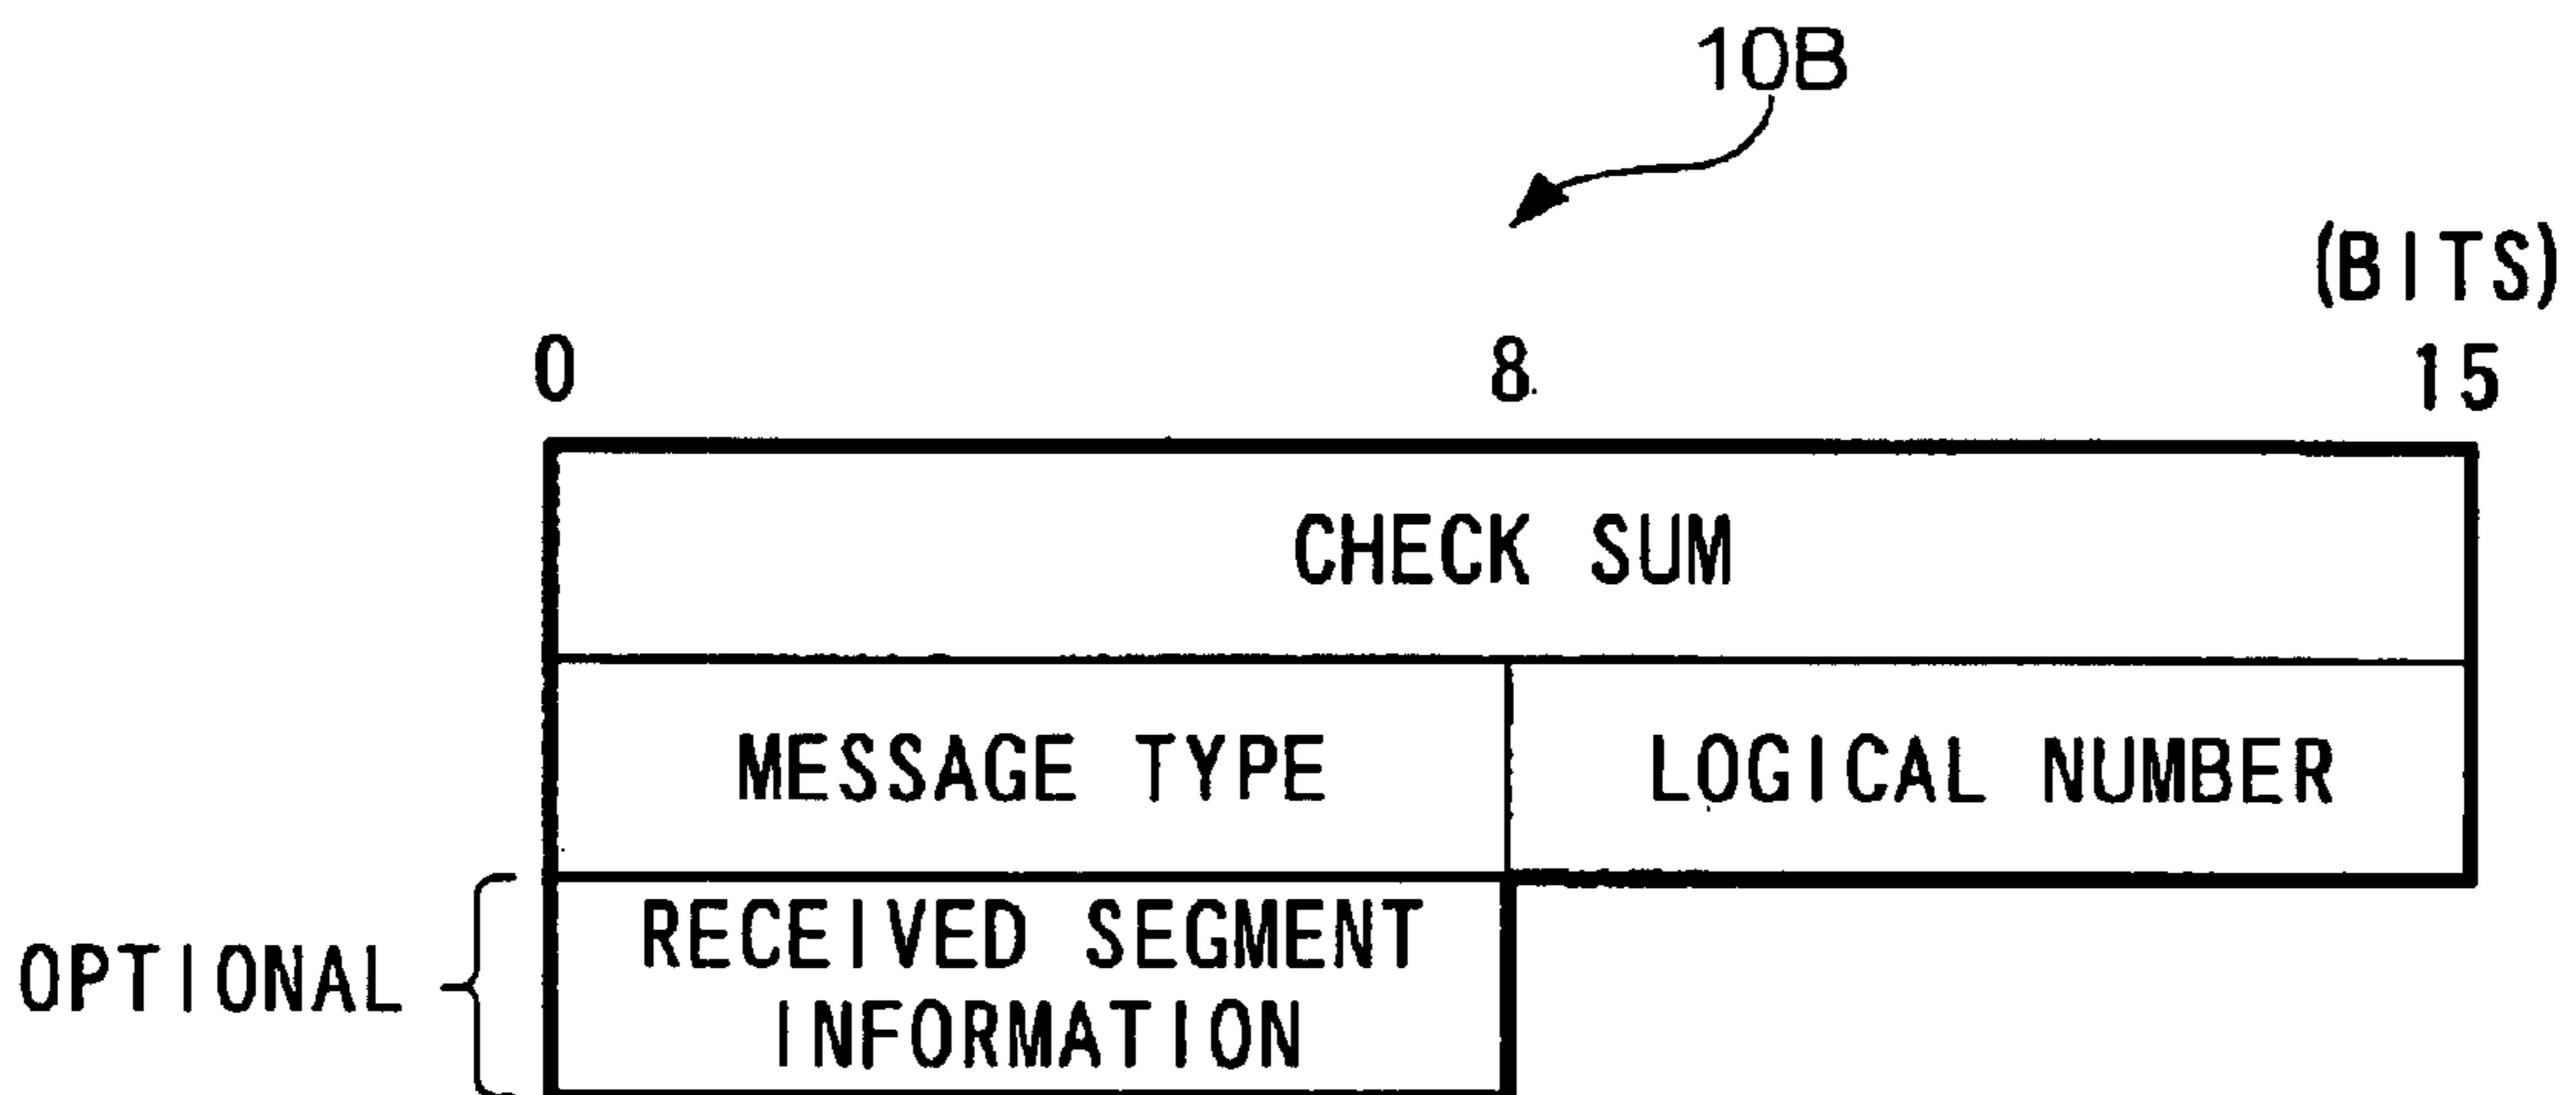 10B
(BITS)
0 8 15
CHECK SUM
MESSAGE TYPE LOGICAL NUMBER
OPTIONAL
RECEIVED SEGMENT
INFORMATION